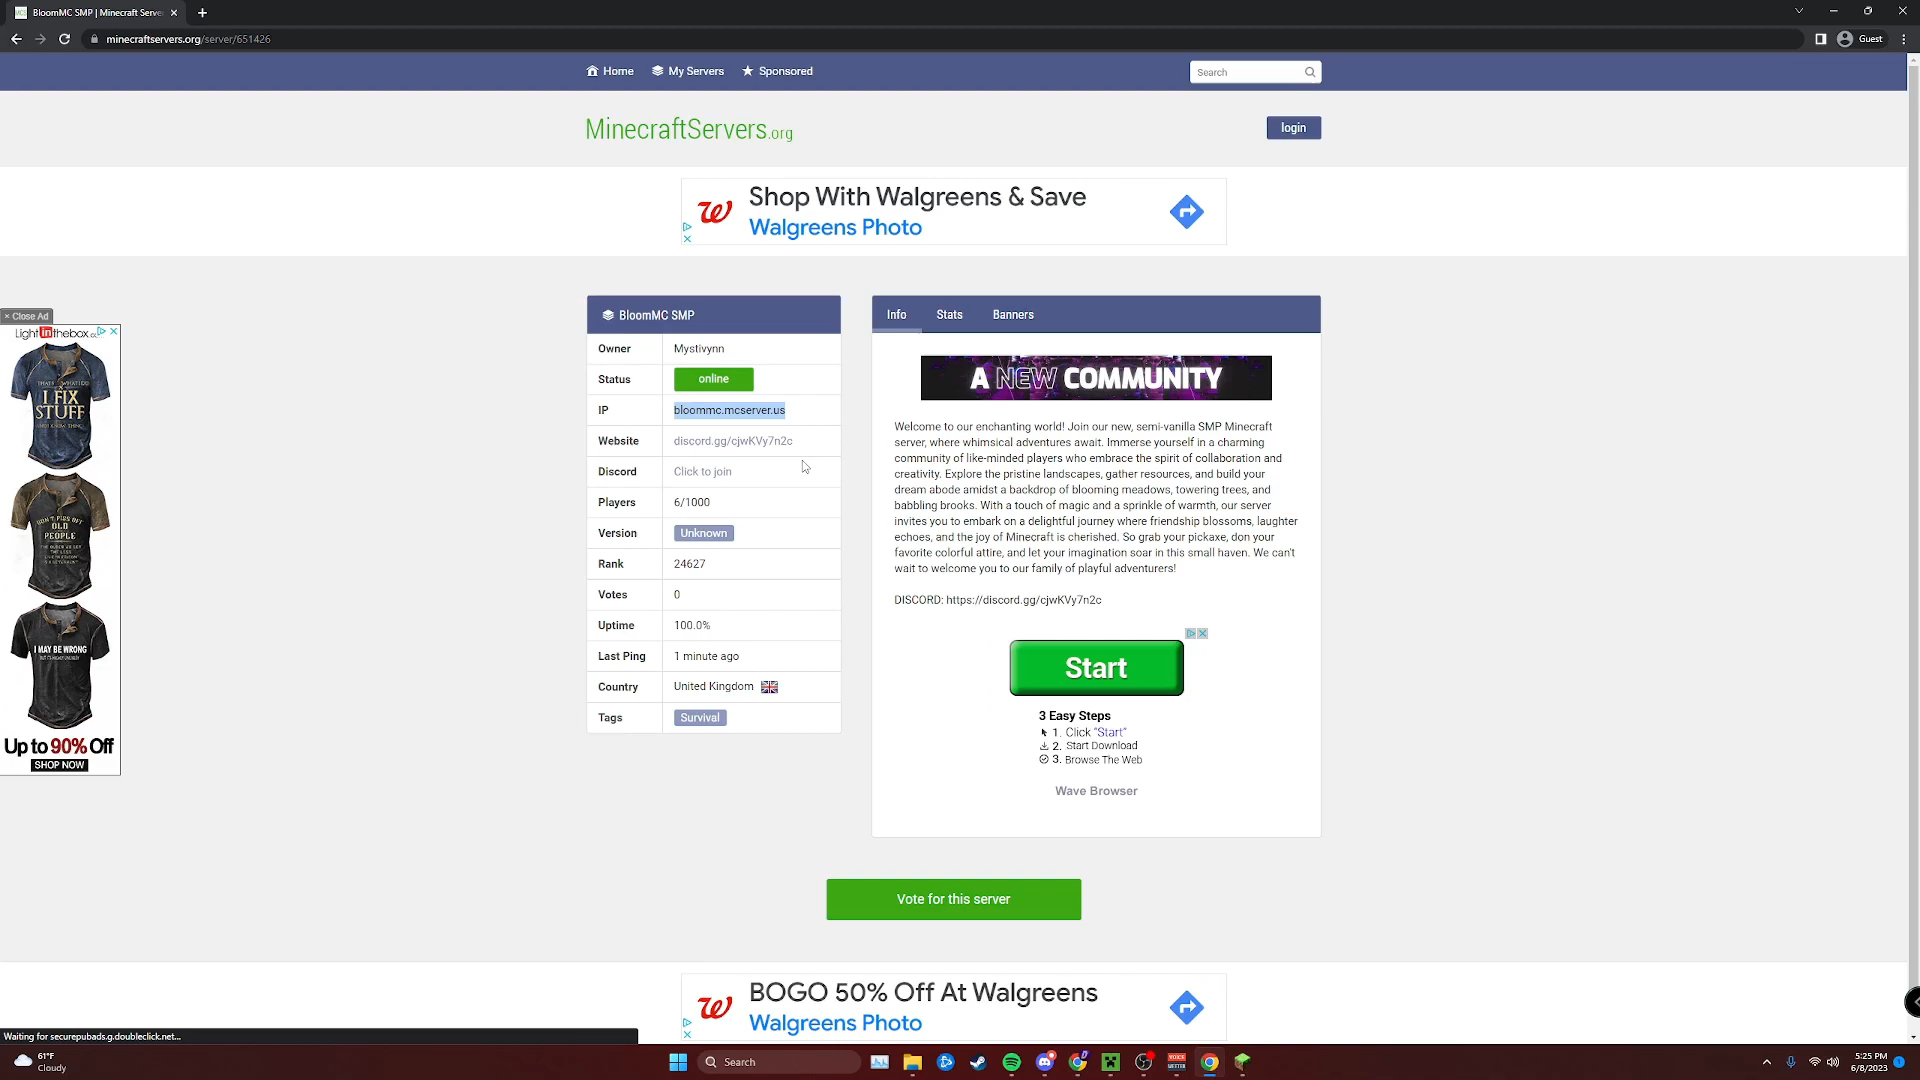 BloomMC SMP | Minecraft Serve
minecraftservers.org/server/651426
Guest
Home
My Servers
Sponsored
Search
MinecraftServers.org
login
Shop With Walgreens & Save
Walgreens Photo
× Close Ad
Lightinthebox.c
THAT'S WHAT I DO
I FIX
STUFF
OLD
PEOPLE
I MAY BE WRONG
Up to 90% Off
SHOP NOW
BloomMC SMP
Owner Mystivynn
Status online
IP bloommc.mcserver.us
Website discord.gg/cjwKVy7n2c
Discord Click to join
Players 6/1000
Version Unknown
Rank 24627
Votes 0
Uptime 100.0%
Last Ping 1 minute ago
Country United Kingdom
Tags Survival
Info Stats Banners
A NEW COMMUNITY
Welcome to our enchanting world! Join our new, semi-vanilla SMP Minecraft
server, where whimsical adventures await. Immerse yourself in a charming
community of like-minded players who embrace the spirit of collaboration and
creativity. Explore the pristine landscapes, gather resources, and build your
dream abode amidst a backdrop of blooming meadows, towering trees, and
babbling brooks. With a touch of magic and a sprinkle of warmth, our server
invites you to embark on a delightful journey where friendship blossoms, laughter
echoes, and the joy of Minecraft is cherished. So grab your pickaxe, don your
favorite colorful attire, and let your imagination soar in this small haven. We can't
wait to welcome you to our family of playful adventurers!
DISCORD: https://discord.gg/cjwKVy7n2c
Start
3 Easy Steps
1. Click "Start"
2. Start Download
3. Browse The Web
Wave Browser
Vote for this server
BOGO 50% Off At Walgreens
Walgreens Photo
Waiting for securepubads.g.doubleclick.net...
61°F
Cloudy
Search
5:25 PM
6/8/2023